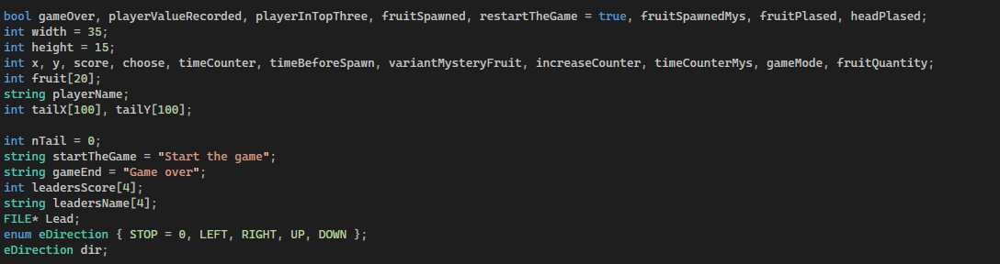 bool gameOver, playerValueRecorded, playerInTopThree, fruitSpawned, restartTheGame = true, fruitSpawnedMys, fruitPlased, headPlased;
int width = 35;
int height = 15;
int x, y, score, choose, timeCounter, timeBeforeSpawn, variantMysteryFruit, increaseCounter, timeCounterMys, gameMode, fruitQuantity;
int fruit[20];
string playerName;
int tailX[100], tailY[100];
int nTail = 0;
string startTheGame = "Start the game";
string gameEnd = "Game over";
int leadersScore[4];
string leadersName[4];
FILE* Lead;
enum eDirection { STOP = 0, LEFT, RIGHT, UP, DOWN };
eDirection dir;